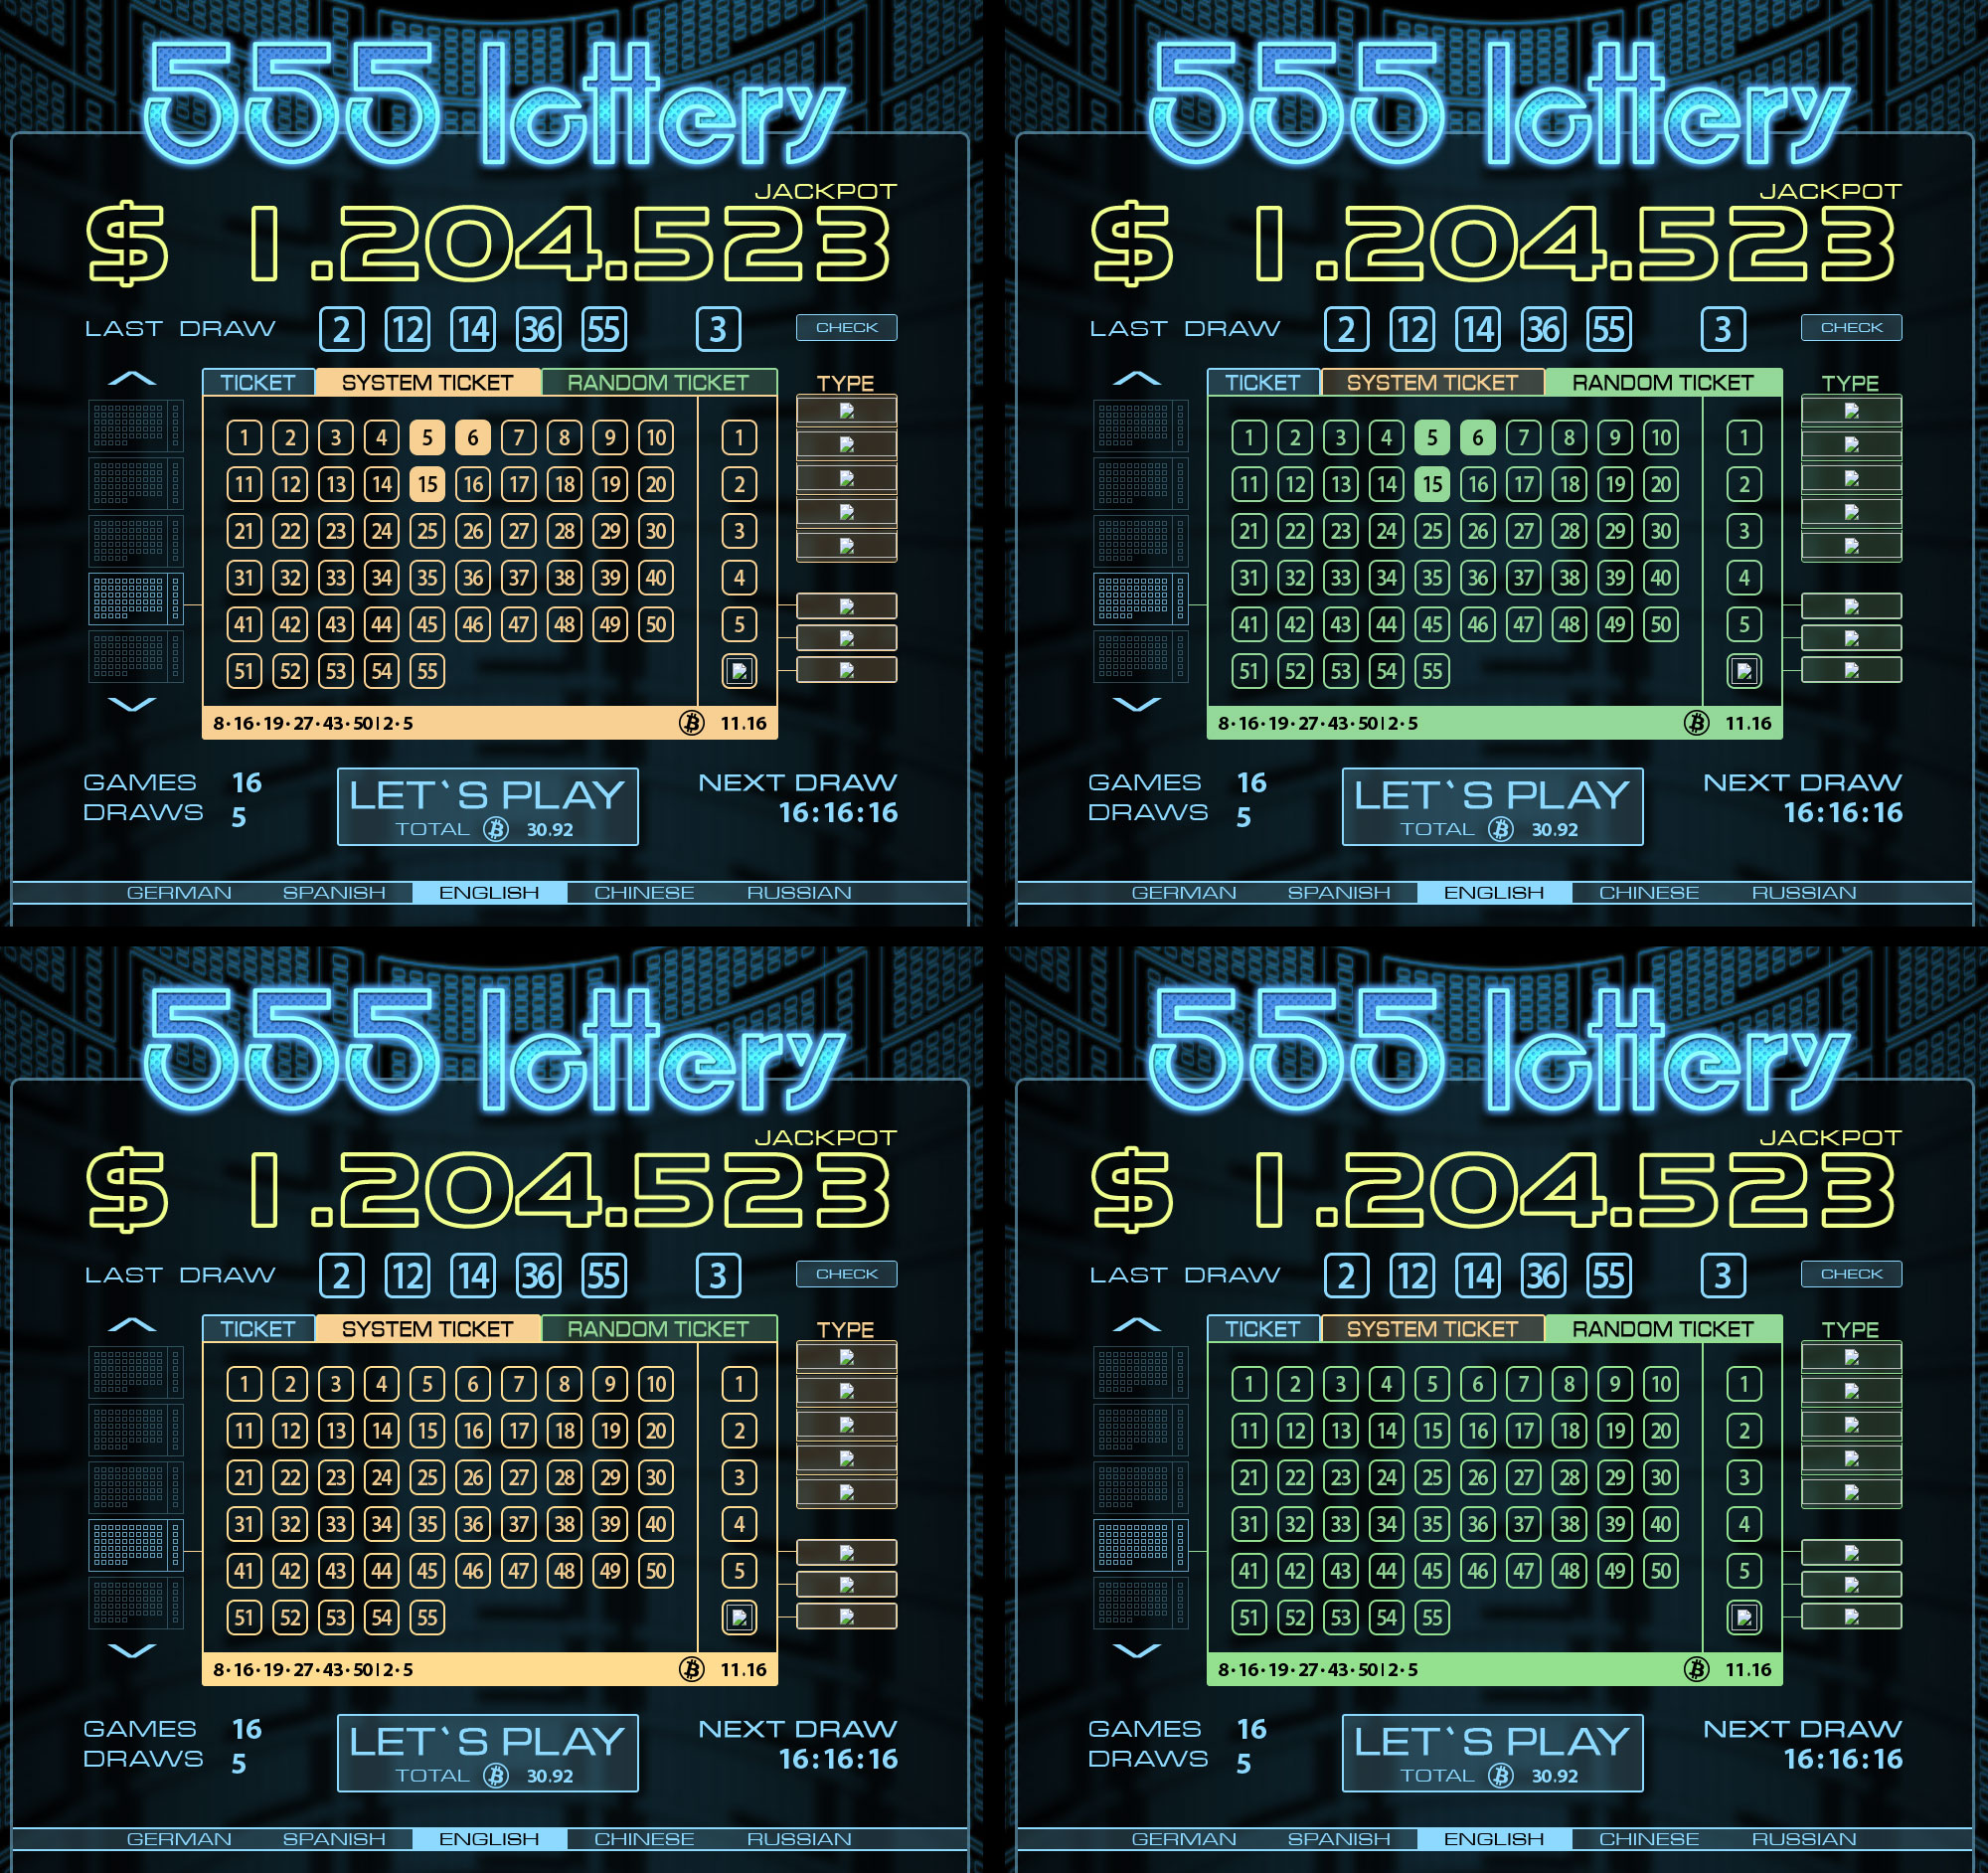 555 lottery
JACKPOT
$ 1.204.523
LAST DRAW 2 12 14 36 55 3 CHECK
TICKET SYSTEM TICKET RANDOM TICKET TYPE
1 2 3 4 5 6 7 8 9 10 1
11 12 13 14 15 16 17 18 19 20 2
21 22 23 24 25 26 27 28 29 30 3
31 32 33 34 35 36 37 38 39 40 4
41 42 43 44 45 46 47 48 49 50 5
51 52 53 54 55
8·16·19·27·43·50|2·5 11.16
GAMES 16 LET`S PLAY NEXT DRAW
DRAWS 5 TOTAL 30.92 16:16:16
GERMAN SPANISH ENGLISH CHINESE RUSSIAN
555 lottery
JACKPOT
$ 1.204.523
LAST DRAW 2 12 14 36 55 3 CHECK
TICKET SYSTEM TICKET RANDOM TICKET TYPE
1 2 3 4 5 6 7 8 9 10 1
11 12 13 14 15 16 17 18 19 20 2
21 22 23 24 25 26 27 28 29 30 3
31 32 33 34 35 36 37 38 39 40 4
41 42 43 44 45 46 47 48 49 50 5
51 52 53 54 55
8·16·19·27·43·50|2·5 11.16
GAMES 16 LET`S PLAY NEXT DRAW
DRAWS 5 TOTAL 30.92 16:16:16
GERMAN SPANISH ENGLISH CHINESE RUSSIAN
555 lottery
JACKPOT
$ 1.204.523
LAST DRAW 2 12 14 36 55 3 CHECK
TICKET SYSTEM TICKET RANDOM TICKET TYPE
1 2 3 4 5 6 7 8 9 10 1
11 12 13 14 15 16 17 18 19 20 2
21 22 23 24 25 26 27 28 29 30 3
31 32 33 34 35 36 37 38 39 40 4
41 42 43 44 45 46 47 48 49 50 5
51 52 53 54 55
8·16·19·27·43·50|2·5 11.16
GAMES 16 LET`S PLAY NEXT DRAW
DRAWS 5 TOTAL 30.92 16:16:16
GERMAN SPANISH ENGLISH CHINESE RUSSIAN
555 lottery
JACKPOT
$ 1.204.523
LAST DRAW 2 12 14 36 55 3 CHECK
TICKET SYSTEM TICKET RANDOM TICKET TYPE
1 2 3 4 5 6 7 8 9 10 1
11 12 13 14 15 16 17 18 19 20 2
21 22 23 24 25 26 27 28 29 30 3
31 32 33 34 35 36 37 38 39 40 4
41 42 43 44 45 46 47 48 49 50 5
51 52 53 54 55
8·16·19·27·43·50|2·5 11.16
GAMES 16 LET`S PLAY NEXT DRAW
DRAWS 5 TOTAL 30.92 16:16:16
GERMAN SPANISH ENGLISH CHINESE RUSSIAN